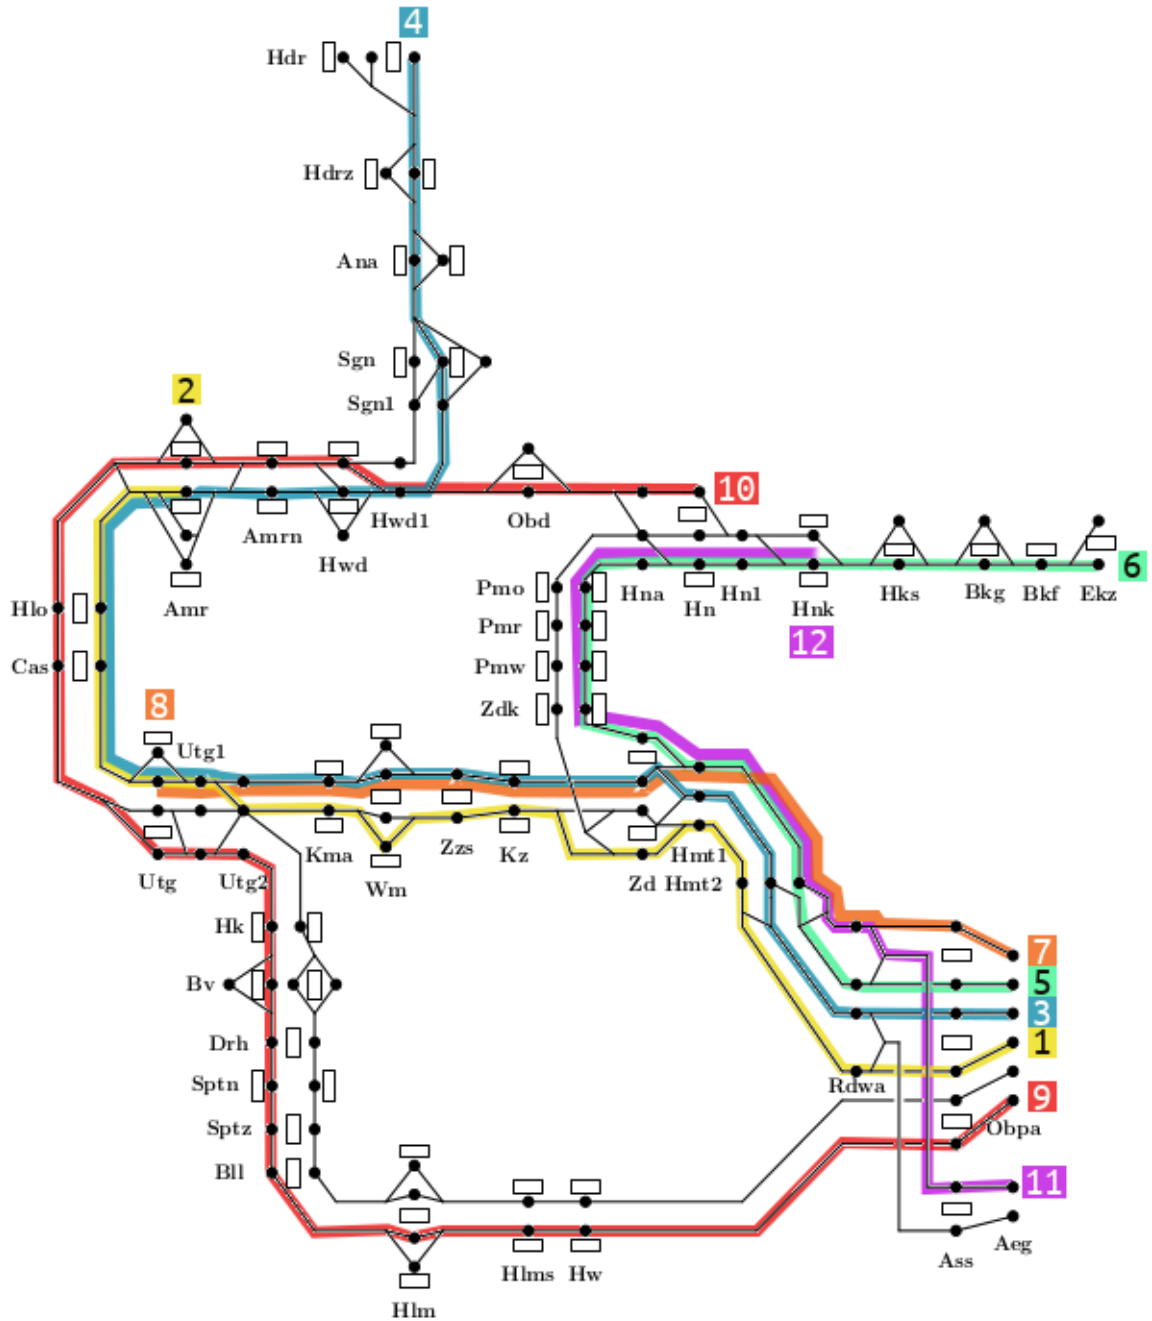 4
Hdr
Hdrz
Ana
Sgn
Sgn1
2
10
Amrn
Hwd1
Obd
Hwd
6
Amr
Hlo
Pmo
Hna
Hn
Hn1
Hnk
Hks
Bkg
Bkf
Ekz
Pmr
12
Cas
Pmw
8
Zdk
Utg1
Kma
Zzs
Kz
Hmt1
Utg
Utg2
Wm
Zd
Hmt2
Hk
7
Bv
5
3
Drh
1
Sptn
Rdwa
9
Sptz
Obpa
Bll
11
Hlms
Hw
Ass
Aeg
Hlm